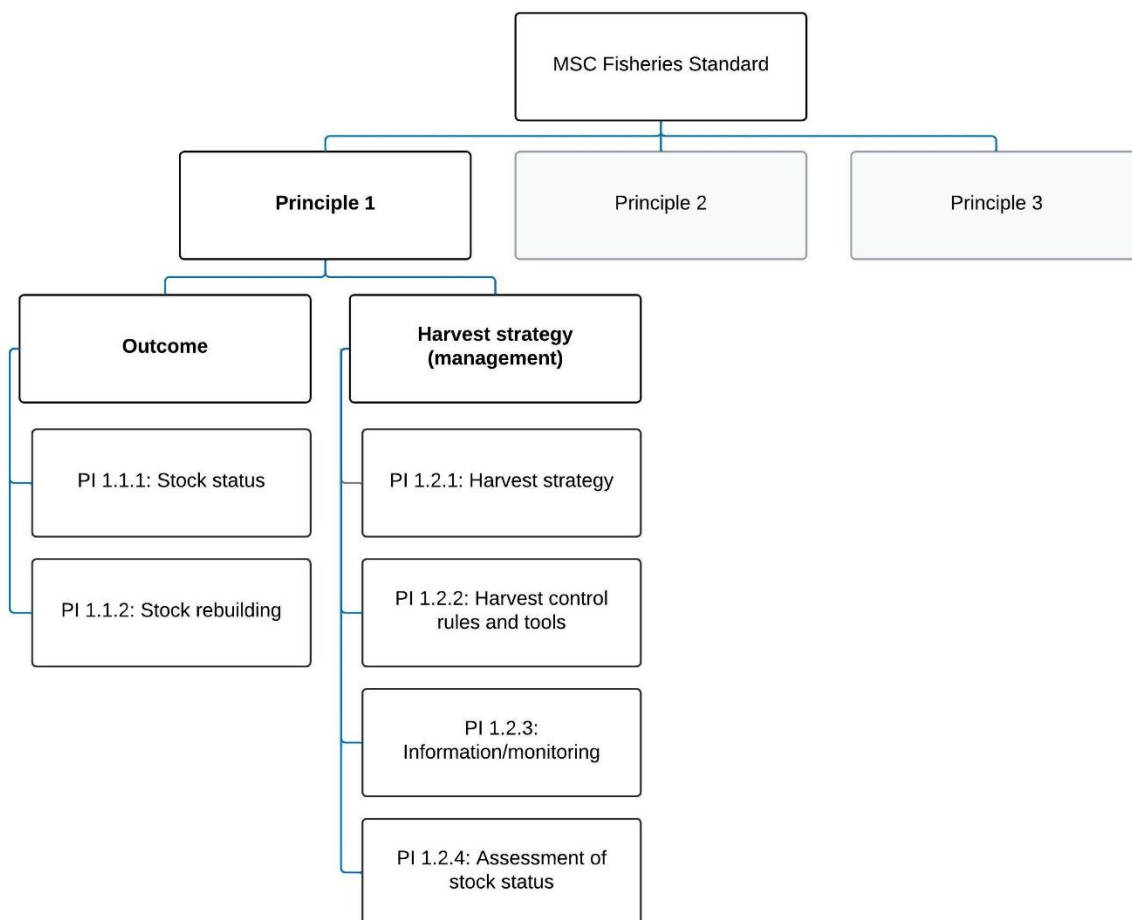 MSC Fisheries Standard
Principle 1
Principle 2
Principle 3
Outcome
Harvest strategy
(management)
PI 1.1.1: Stock status
PI 1.2.1: Harvest strategy
PI 1.1.2: Stock rebuilding
PI 1.2.2: Harvest control
rules and tools
PI 1.2.3:
Information/monitoring
PI 1.2.4: Assessment of
stock status